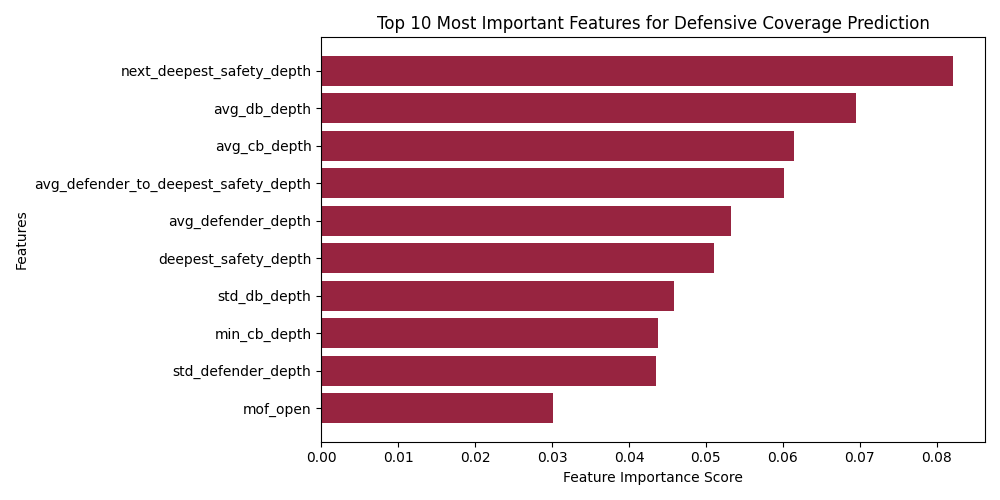 Top 10 Most Important Features for Defensive Coverage Prediction
next_deepest_safety_depth
avg_db_depth
avg_cb_depth
avg_defender_to_deepest_safety_depth
avg_defender_depth
deepest_safety_depth
std_db_depth
min_cb_depth
std_defender_depth
mof_open
Features
0.00 0.01 0.02 0.03 0.04 0.05 0.06 0.07 0.08
Feature Importance Score